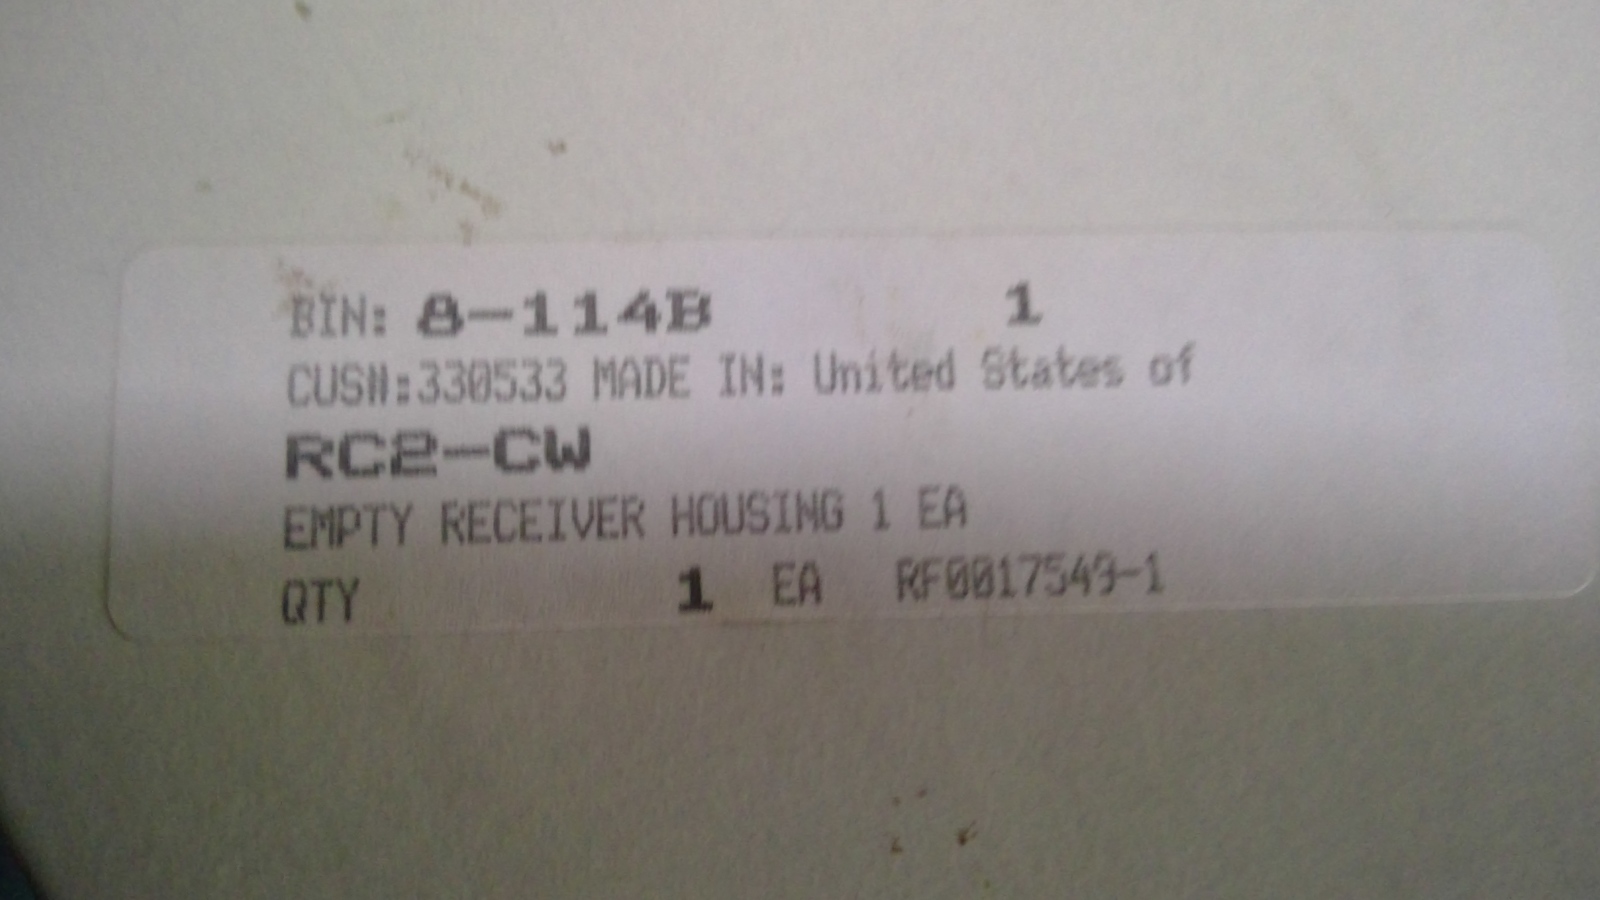 BIN: 8-114B 1
CUS#:330533 MADE IN: United States of
RC2-CW
EMPTY RECEIVER HOUSING 1 EA
QTY 1 EA RF0017549-1